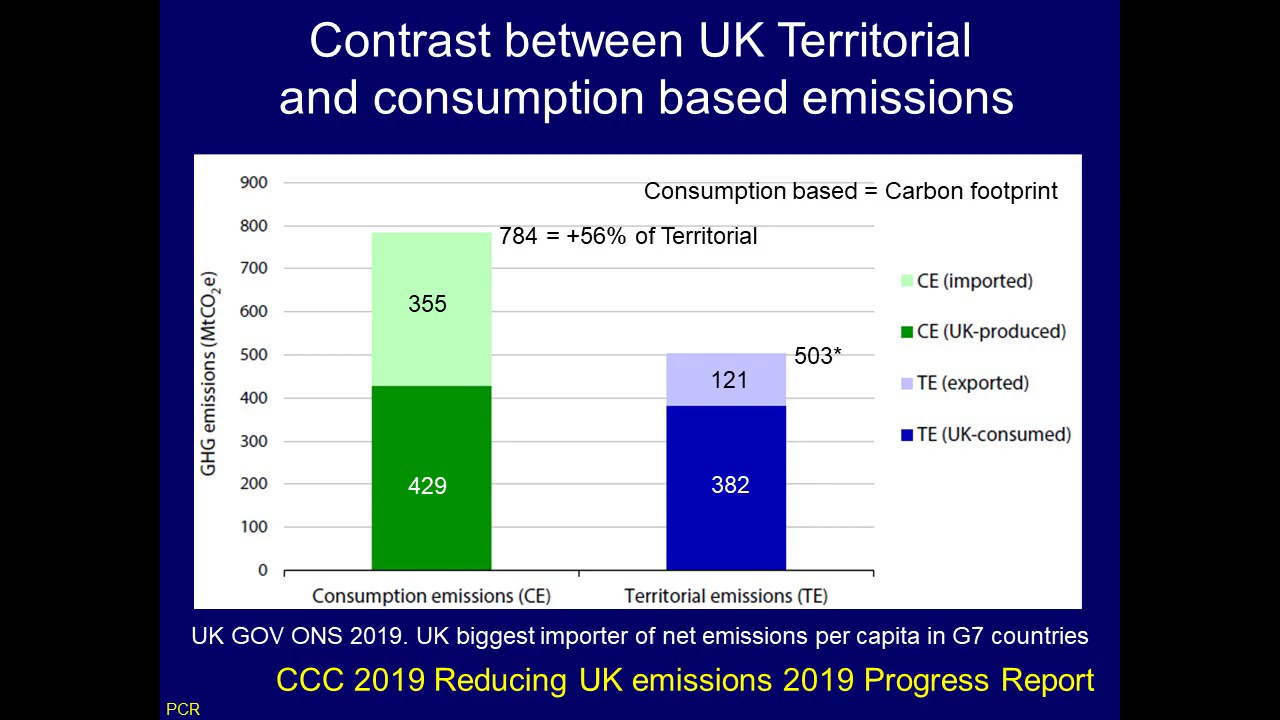 Contrast between UK Territorial
and consumption based emissions
900
Consumption based = Carbon footprint
800
784 = +56% of Territorial
700
600
500
400
300
200
100
0
GHG emissions (MtCO₂e)
355
429
503*
121
382
CE (imported)
CE (UK-produced)
TE (exported)
TE (UK-consumed)
Consumption emissions (CE)
Territorial emissions (TE)
UK GOV ONS 2019. UK biggest importer of net emissions per capita in G7 countries
CCC 2019 Reducing UK emissions 2019 Progress Report
PCR